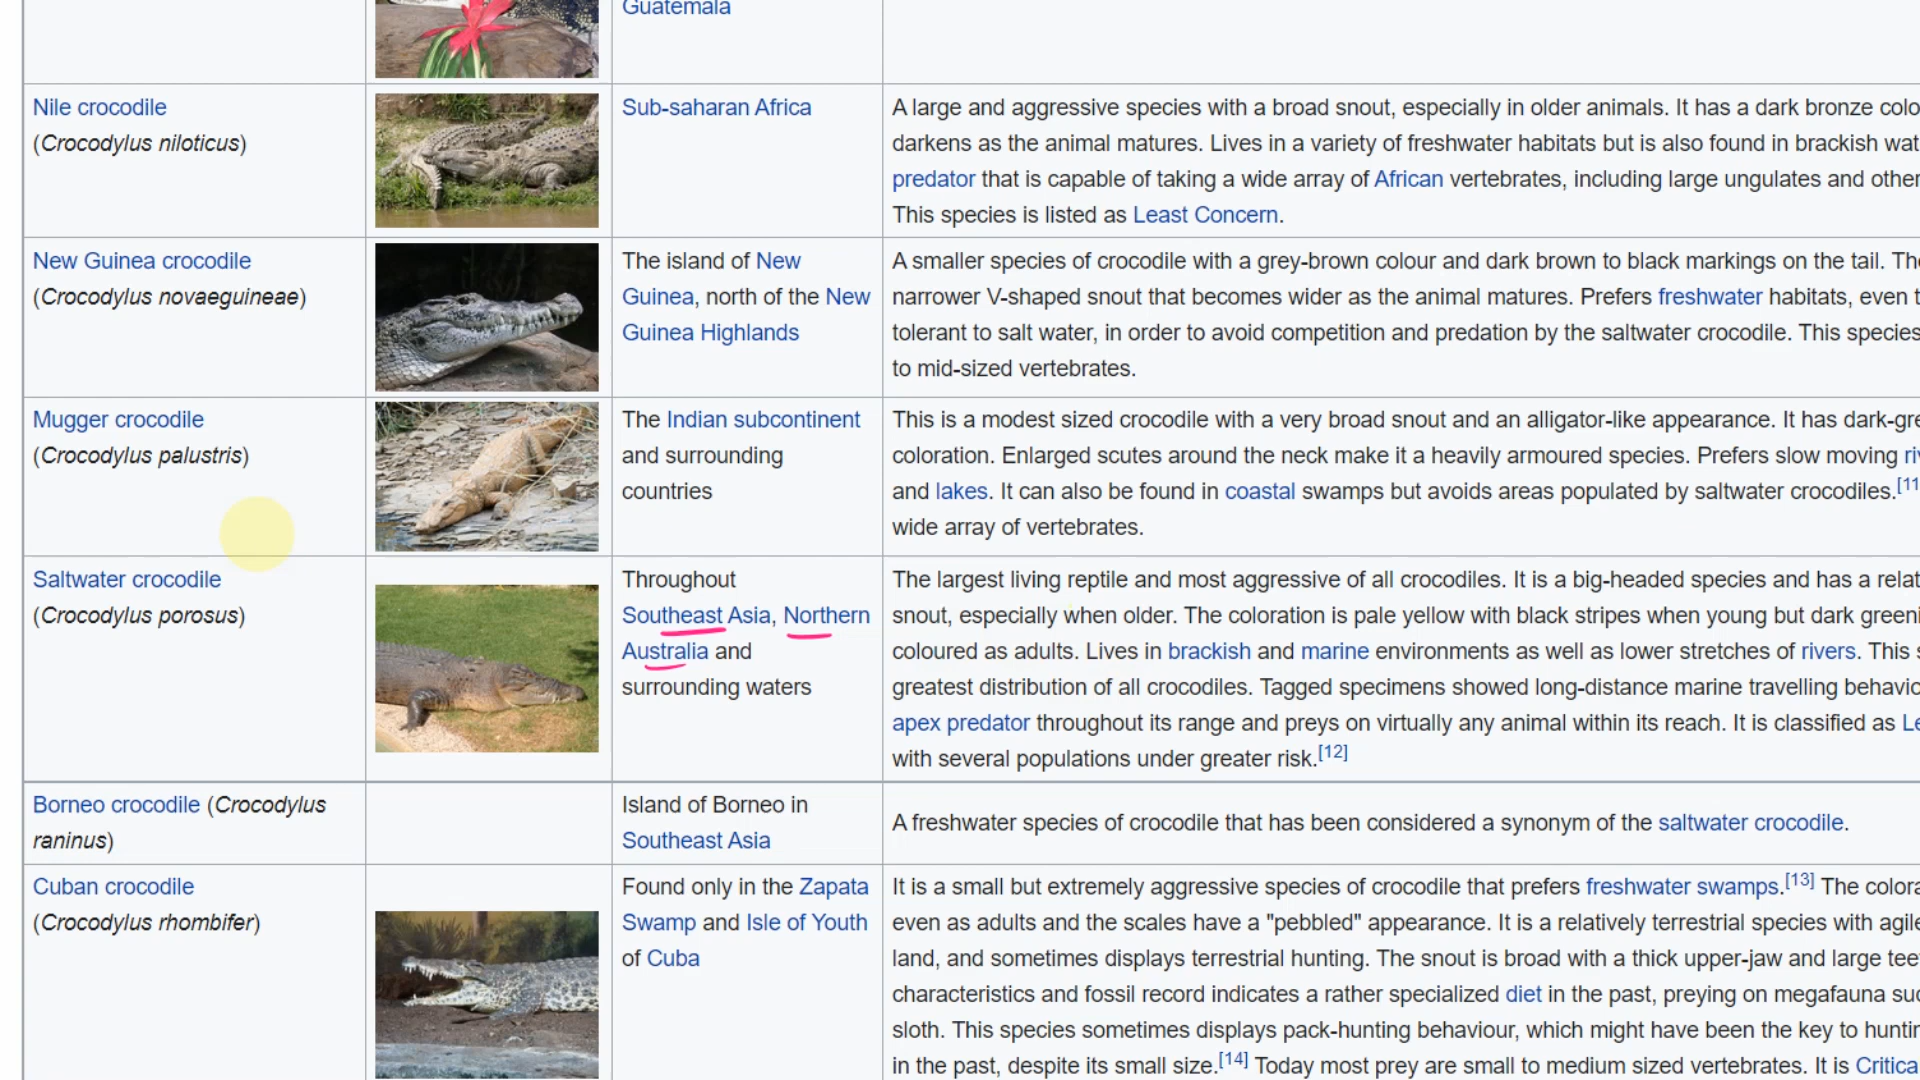 Guatemala
Nile crocodile
(Crocodylus niloticus)
Sub-saharan Africa
A large and aggressive species with a broad snout, especially in older animals. It has a dark bronze
darkens as the animal matures. Lives in a variety of freshwater habitats but is also found in brackish
predator that is capable of taking a wide array of African vertebrates, including large ungulates and other
This species is listed as Least Concern.
New Guinea crocodile
(Crocodylus novaeguineae)
The island of New
Guinea, north of the New
Guinea Highlands
A smaller species of crocodile with a grey-brown colour and dark brown to black markings on the tail.
narrower V-shaped snout that becomes wider as the animal matures. Prefers freshwater habitats, even
tolerant to salt water, in order to avoid competition and predation by the saltwater crocodile. This species
to mid-sized vertebrates.
Mugger crocodile
(Crocodylus palustris)
The Indian subcontinent
and surrounding
countries
This is a modest sized crocodile with a very broad snout and an alligator-like appearance. It has
coloration. Enlarged scutes around the neck make it a heavily armoured species. Prefers slow moving
and lakes. It can also be found in coastal swamps but avoids areas populated by saltwater crocodiles.[11
wide array of vertebrates.
Saltwater crocodile
(Crocodylus porosus)
Throughout
Southeast Asia, Northern
Australia and
surrounding waters
The largest living reptile and most aggressive of all crocodiles. It is a big-headed species and has a
snout, especially when older. The coloration is pale yellow with black stripes when young but dark
coloured as adults. Lives in brackish and marine environments as well as lower stretches of rivers. This
greatest distribution of all crocodiles. Tagged specimens showed long-distance marine travelling
apex predator throughout its range and preys on virtually any animal within its reach. It is classified as
with several populations under greater risk.[12]
Borneo crocodile (Crocodylus
raninus)
Island of Borneo in
Southeast Asia
A freshwater species of crocodile that has been considered a synonym of the saltwater crocodile.
Cuban crocodile
(Crocodylus rhombifer)
Found only in the Zapata
Swamp and Isle of Youth
of Cuba
It is a small but extremely aggressive species of crocodile that prefers freshwater swamps.[13] The
even as adults and the scales have a "pebbled" appearance. It is a relatively terrestrial species with
land, and sometimes displays terrestrial hunting. The snout is broad with a thick upper-jaw and large
characteristics and fossil record indicates a rather specialized diet in the past, preying on megafauna
sloth. This species sometimes displays pack-hunting behaviour, which might have been the key to
in the past, despite its small size.[14] Today most prey are small to medium sized vertebrates. It is